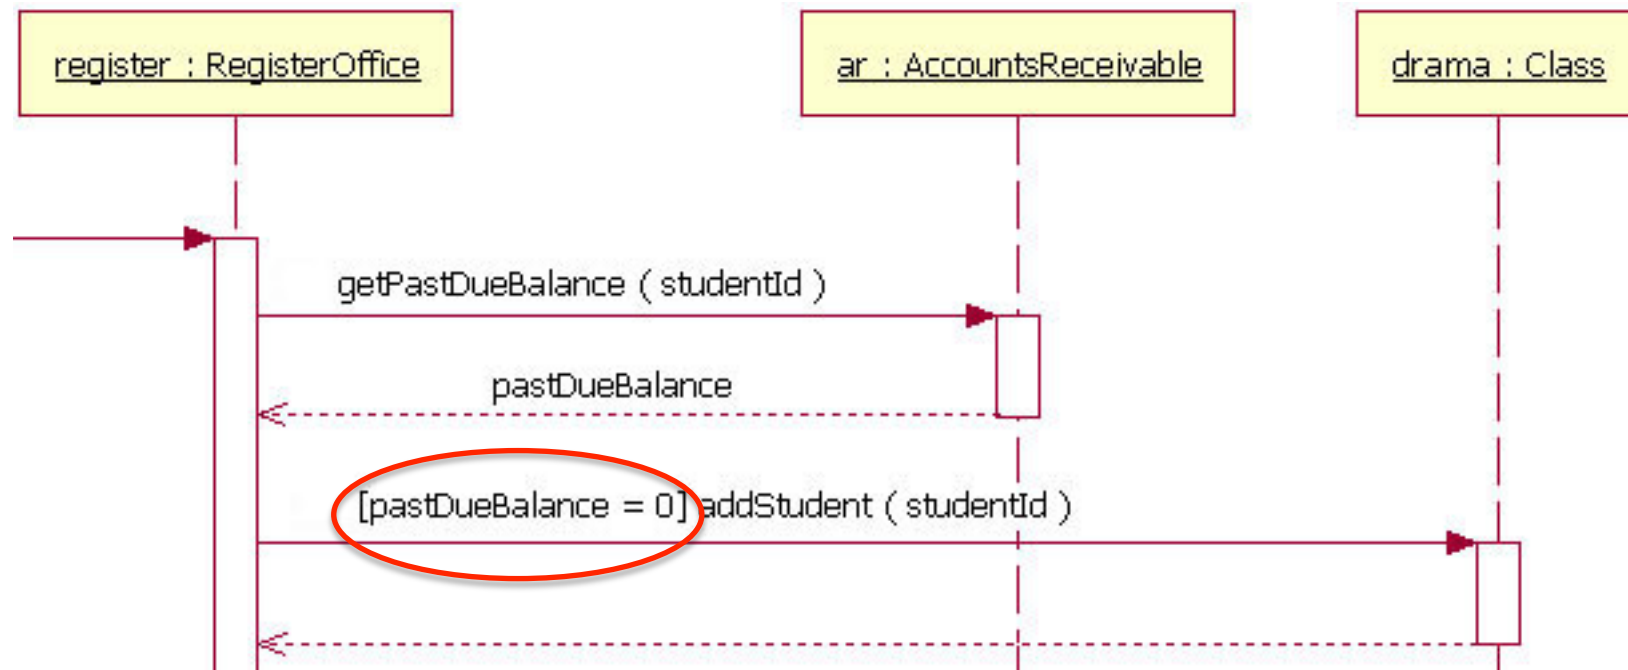 register : RegisterOffice
ar : AccountsReceivable
drama : Class
getPastDueBalance ( studentId )
pastDueBalance
[pastDueBalance = 0] addStudent ( studentId )